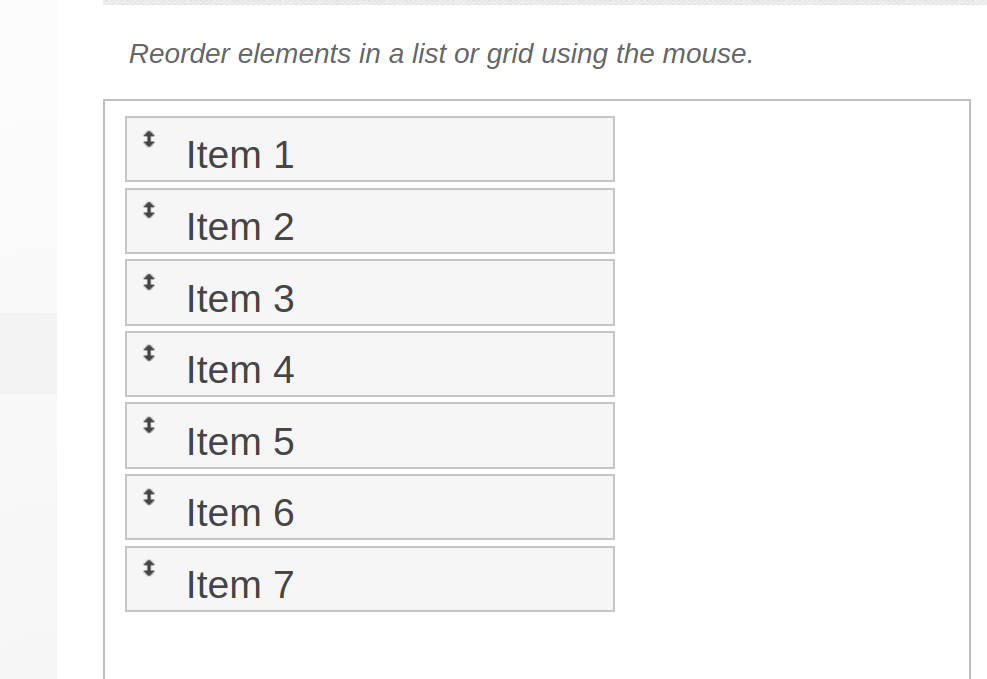 Reorder elements in a list or grid using the mouse.
Item 1
Item 2
Item 3
Item 4
Item 5
Item 6
Item 7